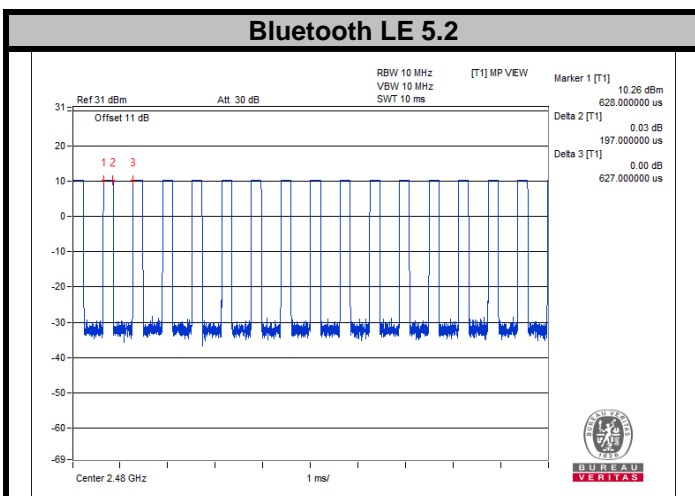 Bluetooth LE 5.2
RBW 10 MHz
[T1] MP VIEW
VBW 10 MHz
Ref 31 dBm
Att 30 dB
SWT 10 ms
Marker 1 [T1]
10.26 dBm
628.000000 us
Delta 2 [T1]
0.03 dB
197.000000 us
Delta 3 [T1]
0.00 dB
627.000000 us
Offset 11 dB
31
20
10
0
-10
-20
-30
-40
-50
-60
-69
1 2 3
Center 2.48 GHz
1 ms/
BUREAU VERITAS
1828
BUREAU
VERITAS